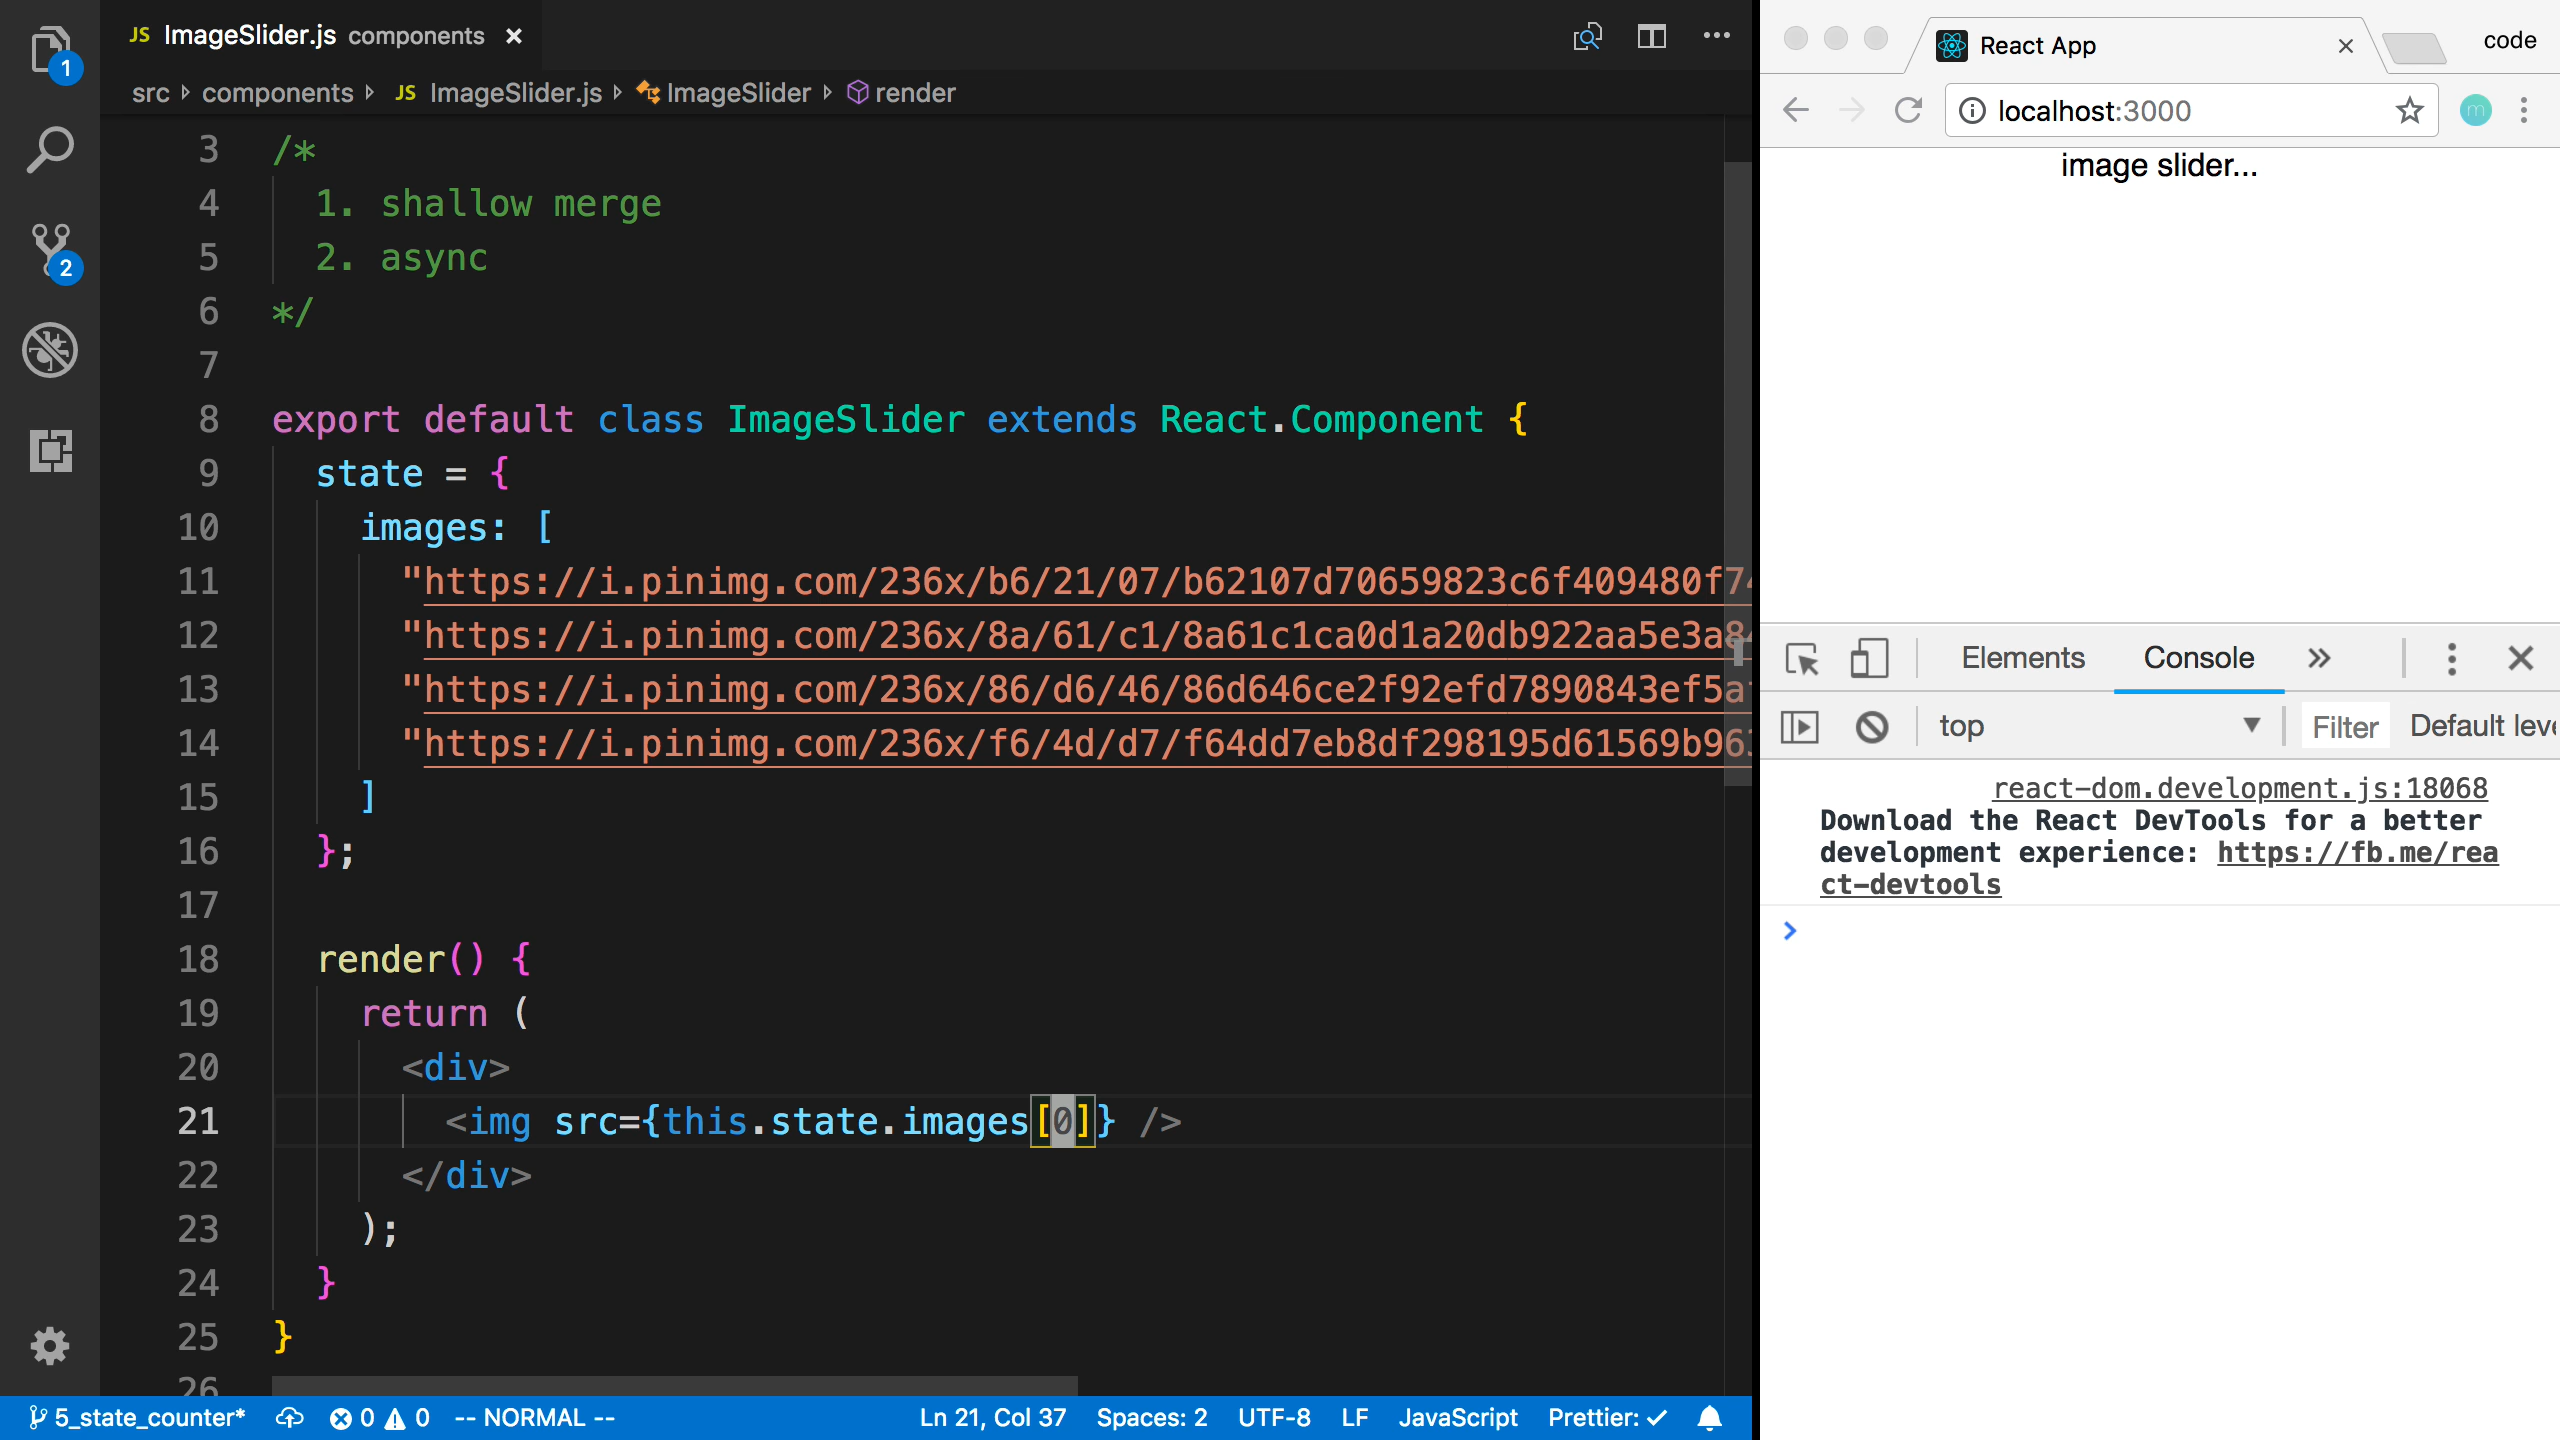 JS ImageSlider.js components ×
src components JS ImageSlider.js ImageSlider render
3 /*
4 1. shallow merge
5 2. async
6 */
7
8 export default class ImageSlider extends React.Component {
9 state = {
10 images: [
11 "https://i.pinimg.com/236x/b6/21/07/b62107d70659823c6f409480f74
12 "https://i.pinimg.com/236x/8a/61/c1/8a61c1ca0d1a20db922aa5e3a84
13 "https://i.pinimg.com/236x/86/d6/46/86d646ce2f92efd7890843ef5a
14 "https://i.pinimg.com/236x/f6/4d/d7/f64dd7eb8df298195d61569b963
15 ]
16 };
17
18 render() {
19 return (
20 <div>
21 <img src={this.state.images[0]} />
22 </div>
23 );
24 }
25 }
26
1
2
5_state_counter* 0 0 -- NORMAL -- Ln 21, Col 37 Spaces: 2 UTF-8 LF JavaScript Prettier: ✓
React App × code
localhost:3000 m
image slider...
Elements Console »
top ▼ Filter Default leve
react-dom.development.js:18068
Download the React DevTools for a better
development experience: https://fb.me/rea
ct-devtools
>